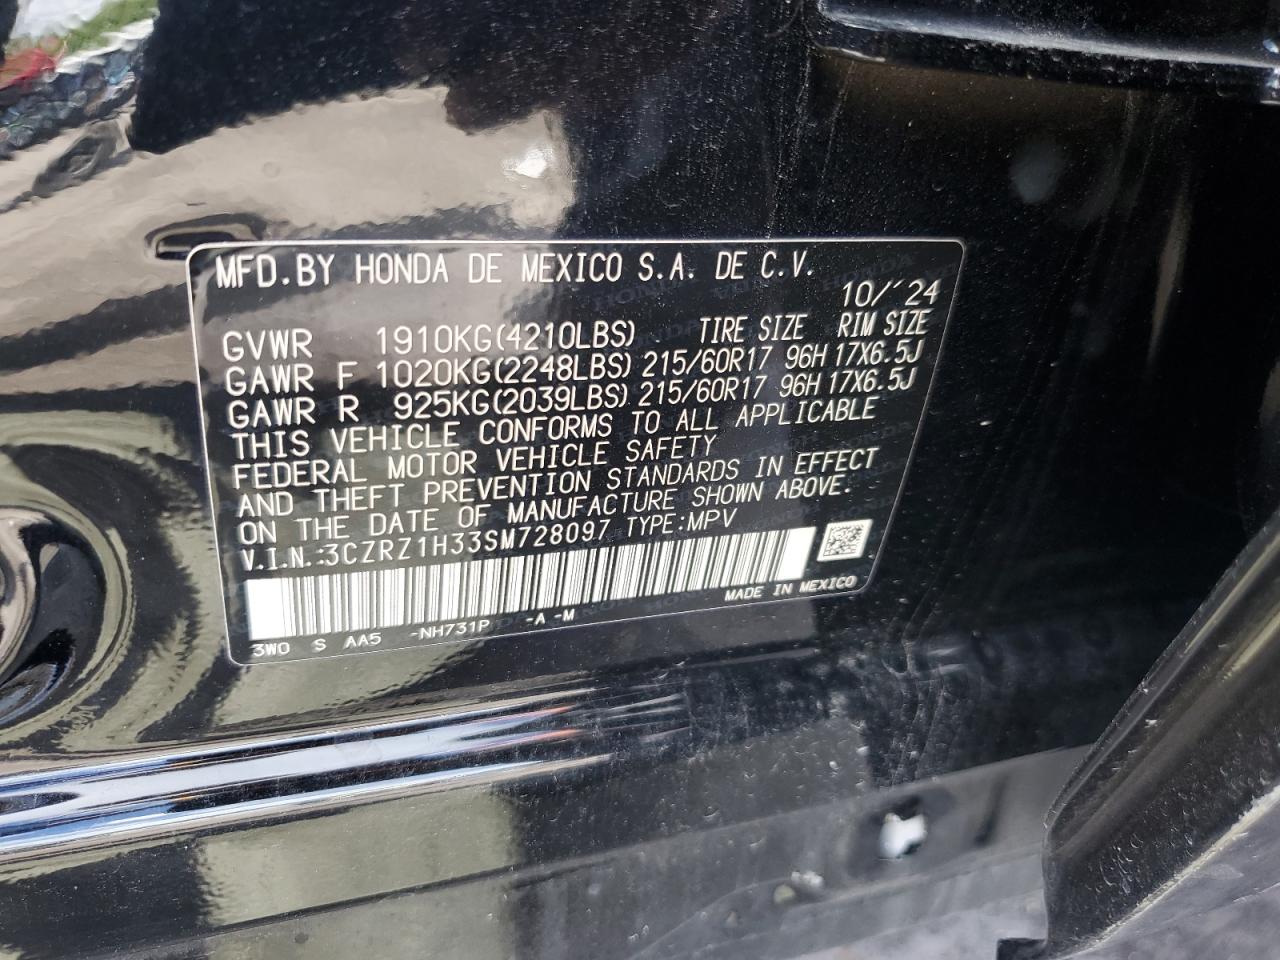 MFD.BY HONDA DE MEXICO S.A. DE C.V.
10/´24
GVWR 1910KG(4210LBS) TIRE SIZE RIM SIZE
GAWR F 1020KG(2248LBS) 215/60R17 96H 17X6.5J
GAWR R 925KG(2039LBS) 215/60R17 96H 17X6.5J
THIS VEHICLE CONFORMS TO ALL APPLICABLE
FEDERAL MOTOR VEHICLE SAFETY
AND THEFT PREVENTION STANDARDS IN EFFECT
ON THE DATE OF MANUFACTURE SHOWN ABOVE.
V.I.N.:3CZRZ1H33SM728097 TYPE:MPV
MADE IN MEXICO
3W0 S AA5 -NH731P -A -M